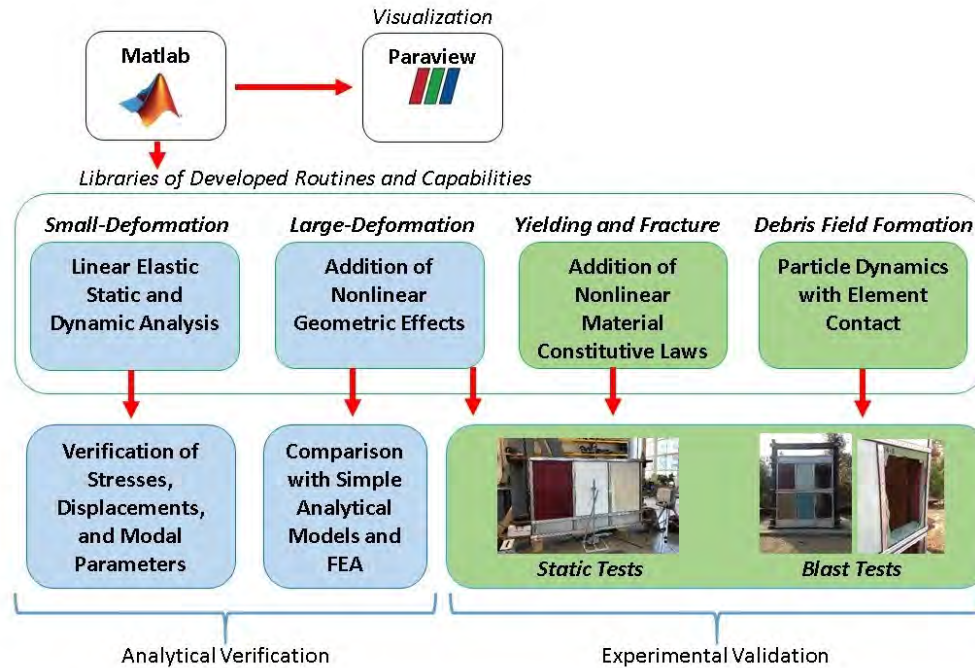 Visualization
Matlab
Paraview
Libraries of Developed Routines and Capabilities
Small-Deformation
Linear Elastic
Static and
Dynamic Analysis
Large-Deformation
Addition of
Nonlinear
Geometric Effects
Yielding and Fracture
Addition of
Nonlinear
Material
Constitutive Laws
Debris Field Formation
Particle Dynamics
with Element
Contact
Verification of
Stresses,
Displacements,
and Modal
Parameters
Comparison
with Simple
Analytical
Models and
FEA
Static Tests
Blast Tests
Analytical Verification
Experimental Validation